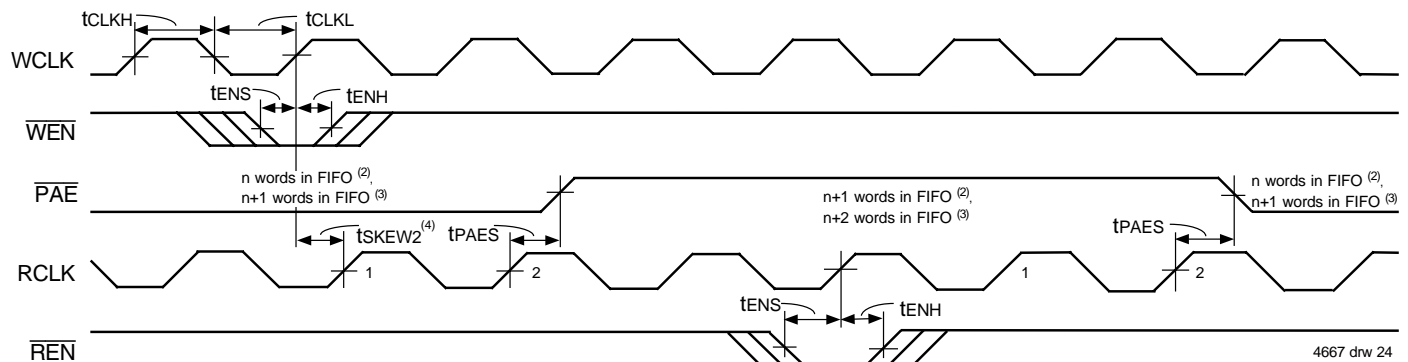 tCLKH
tCLKL
WCLK
tENS
tENH
WEN
n words in FIFO (2),
n+1 words in FIFO (3)
PAE
n+1 words in FIFO (2),
n+2 words in FIFO (3)
n words in FIFO (2),
n+1 words in FIFO (3)
tSKEW2(4)
tPAES
tPAES
RCLK
1
2
1
2
tENS
tENH
REN
4667 drw 24